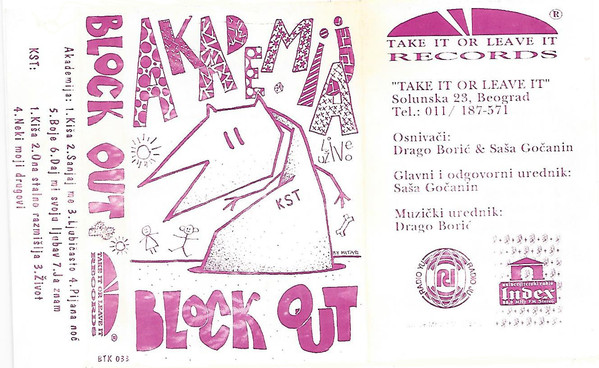 KST:
1.Kiša 2.Ona stalno razmišlja 3.Život
4.Neki moji drugovi
Akademija: 1.Kiša 2.Sanjaj me 3.Ljubičasto 4.Pijana noć
5.Boje 6.Daj mi svoju ljubav 7.Ja znam
BLOCK OUT
TAKE IT OR LEAVE IT
RECORDS
®
BTK 033
AKADEMIJA
uživo
KST
BLOCK OUT
®
TAKE IT OR LEAVE IT
RECORDS
"TAKE IT OR LEAVE IT"
Solunska 23, Beograd
Tel.: 011/ 187-571
Osnivači:
Drago Borić & Saša Gočanin
Glavni i odgovorni urednik:
Saša Gočanin
Muzički urednik:
Drago Borić
Index